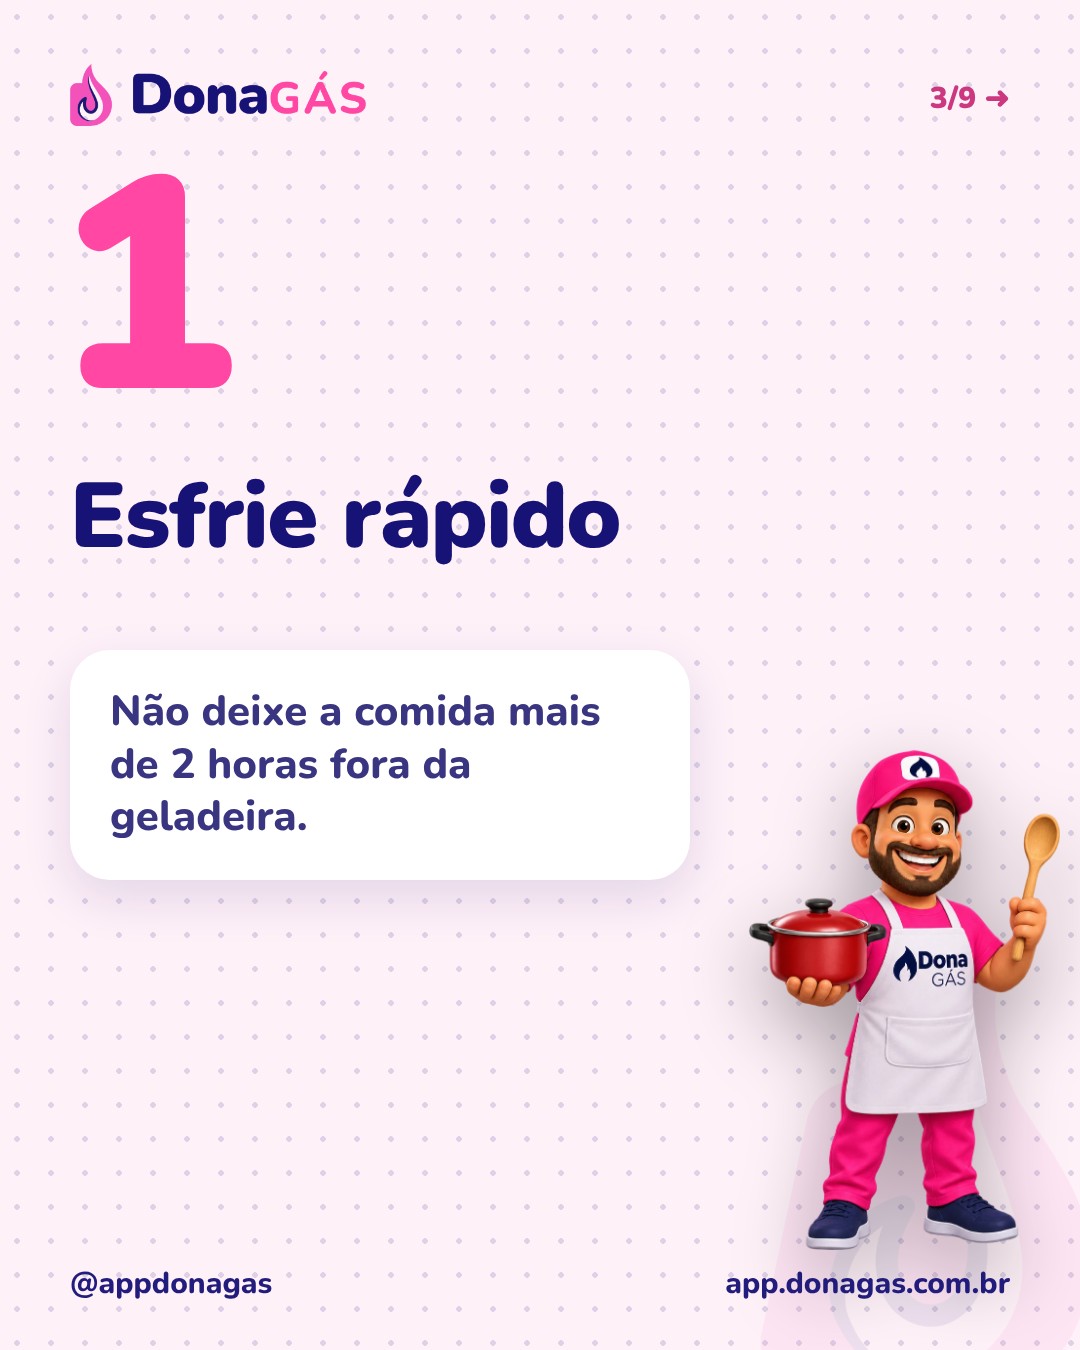 DonaGÁS
3/9 ➜
1
Esfrie rápido
Não deixe a comida mais
de 2 horas fora da
geladeira.
Dona
GÁS
@appdonagas
app.donagas.com.br